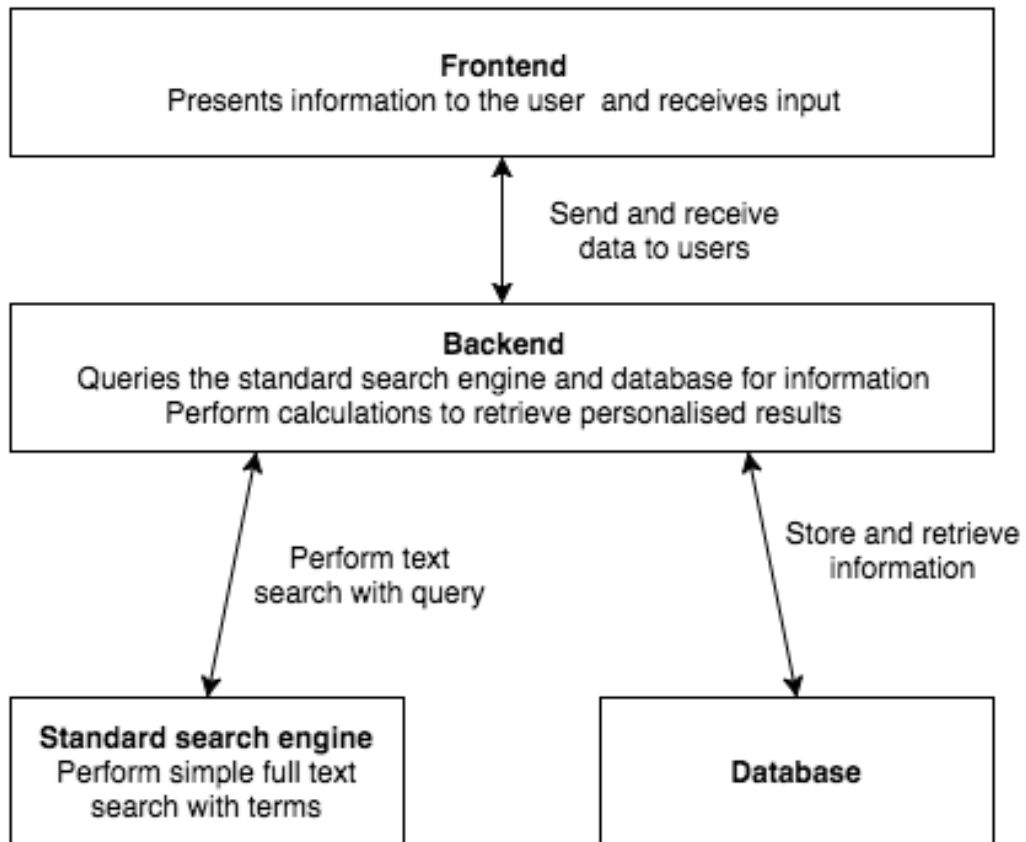 Frontend
Presents information to the user  and receives input
Send and receive
data to users
Backend
Queries the standard search engine and database for information
Perform calculations to retrieve personalised results
Perform text
search with query
Store and retrieve
information
Standard search engine
Perform simple full text
search with terms
Database